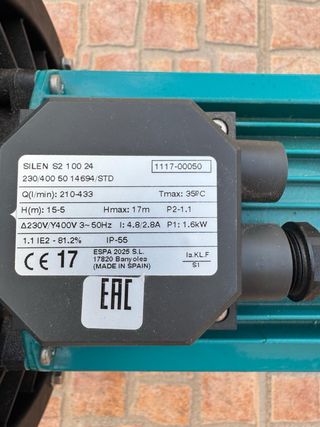 SILEN S2 100 24
1117-00050
230/400 50 14694/STD
Q(l/min): 210-433 Tmax: 35ºC
H(m): 15-5 Hmax: 17m P2-1.1
Δ230V/Y400V 3~50Hz I: 4.8/2.8A P1: 1.6kW
1.1 IE2 - 81.2% IP-55
CE 17
ESPA 2025 S.L.
17820 Banyoles
(MADE IN SPAIN)
Is.KL.F
S1
EAC